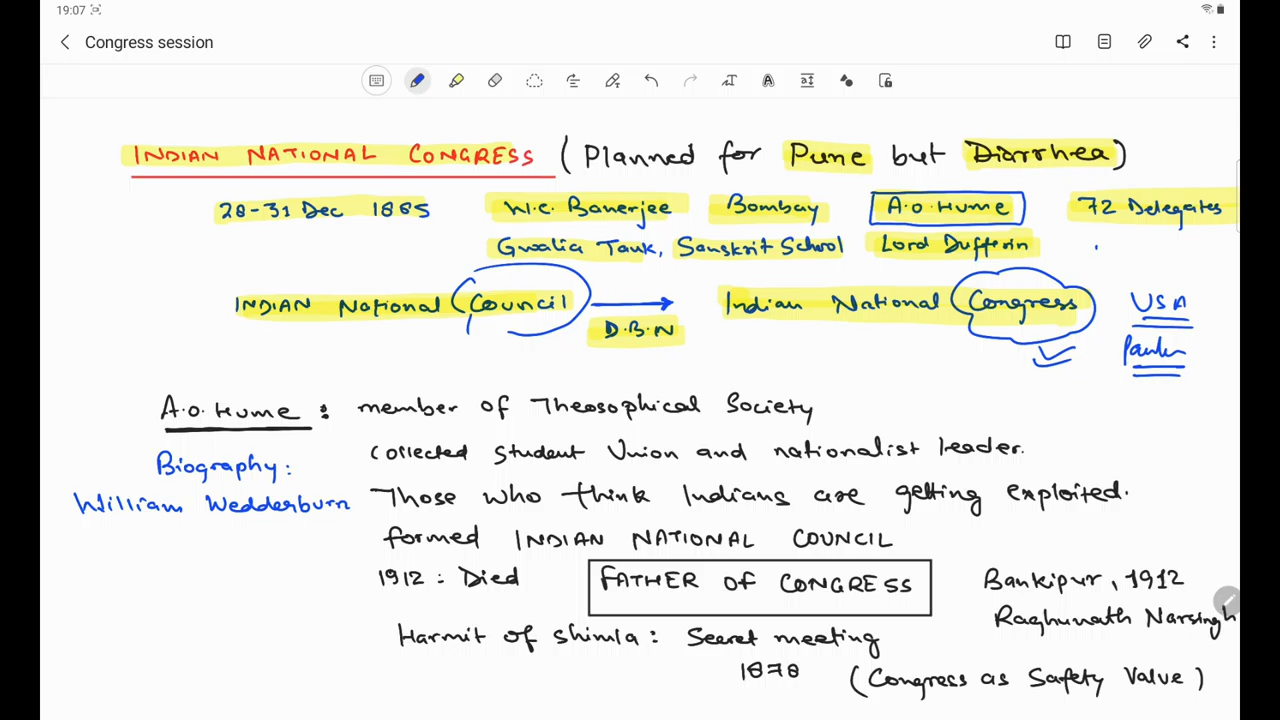 19:07
Congress session
INDIAN NATIONAL CONGRESS (Planned for Pune but Diarrhea)
28-31 Dec 1885 W.C. Banerjee Bombay A.O.Hume 72 Delegates
Gwalia Tank, Sanskrit School Lord Dufferin
INDIAN National Council D.B.N Indian National Congress USA
A.O.Hume : member of Theosophical Society
collected student Union and nationalist leader.
Biography:
William Wedderburn Those who think Indians are getting exploited.
formed INDIAN NATIONAL COUNCIL
1912 : Died FATHER OF CONGRESS Bankipur, 1912
Raghunath Narsingh
Harmit of shimla : Secret meeting
1878 (Congress as Safety Valve)